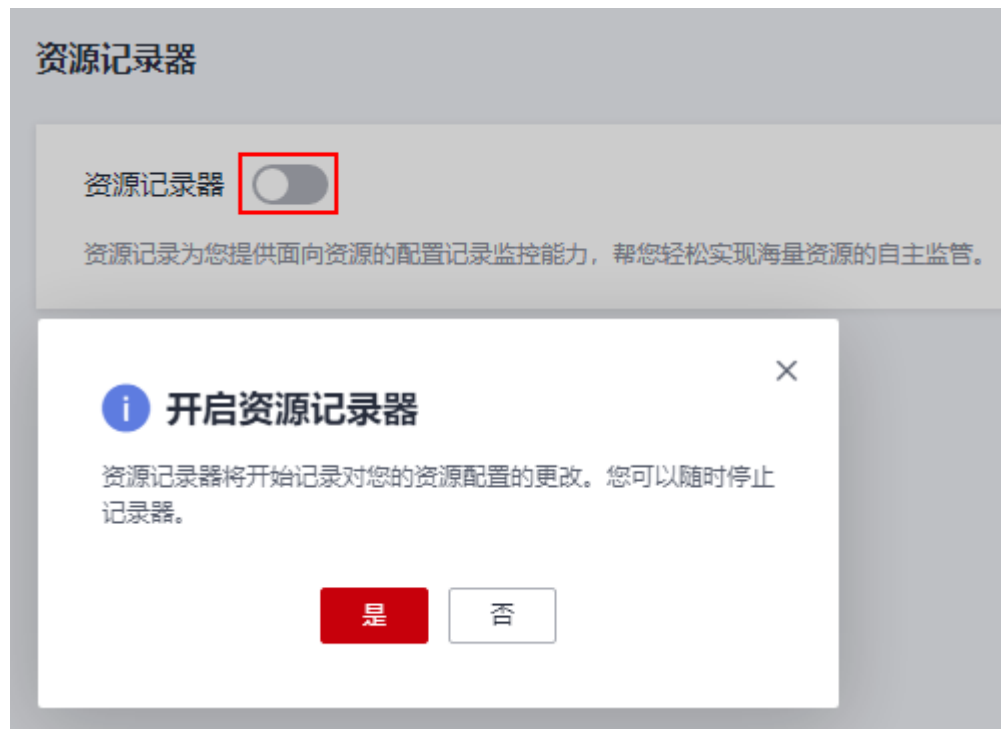 资源记录器
资源记录器
资源记录为您提供面向资源的配置记录监控能力，帮您轻松实现海量资源的自主监管。
开启资源记录器
资源记录器将开始记录对您的资源配置的更改。您可以随时停止
记录器。
是
否